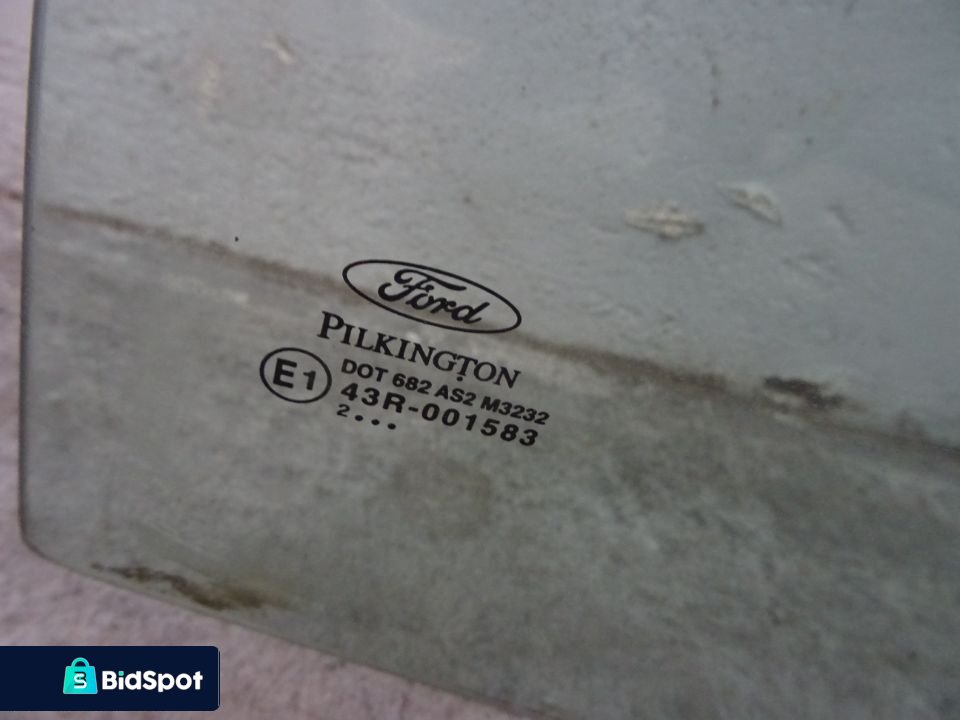 Ford
PILKINGTON
E1
DOT 682 AS2 M3232
43R-001583
2...
BidSpot